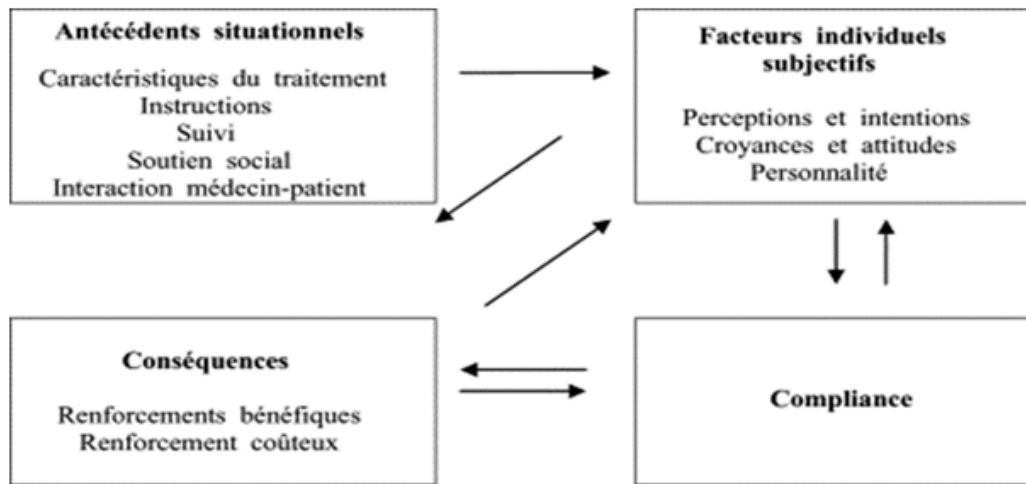 Antécédents situationnels
Caractéristiques du traitement
Instructions
Suivi
Soutien social
Interaction médecin-patient
Facteurs individuels
subjectifs
Perceptions et intentions
Croyances et attitudes
Personnalité
Conséquences
Renforcements bénéfiques
Renforcement coûteux
Compliance